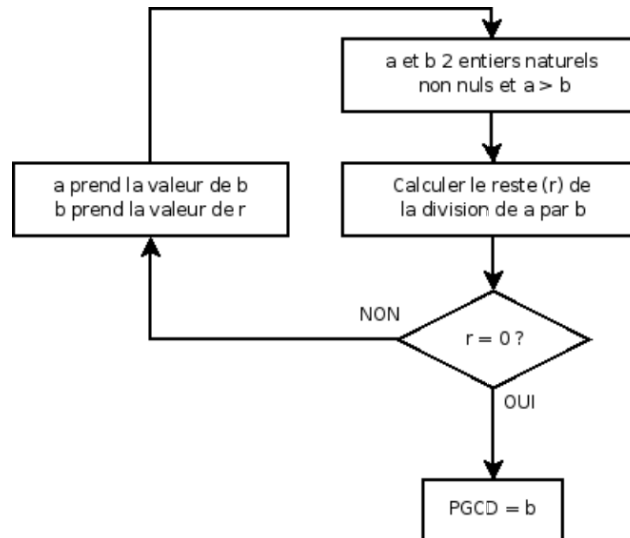 a et b 2 entiers naturels
non nuls et a > b
a prend la valeur de b
b prend la valeur de r
Calculer le reste (r) de
la division de a par b
NON
r = 0 ?
OUI
PGCD = b